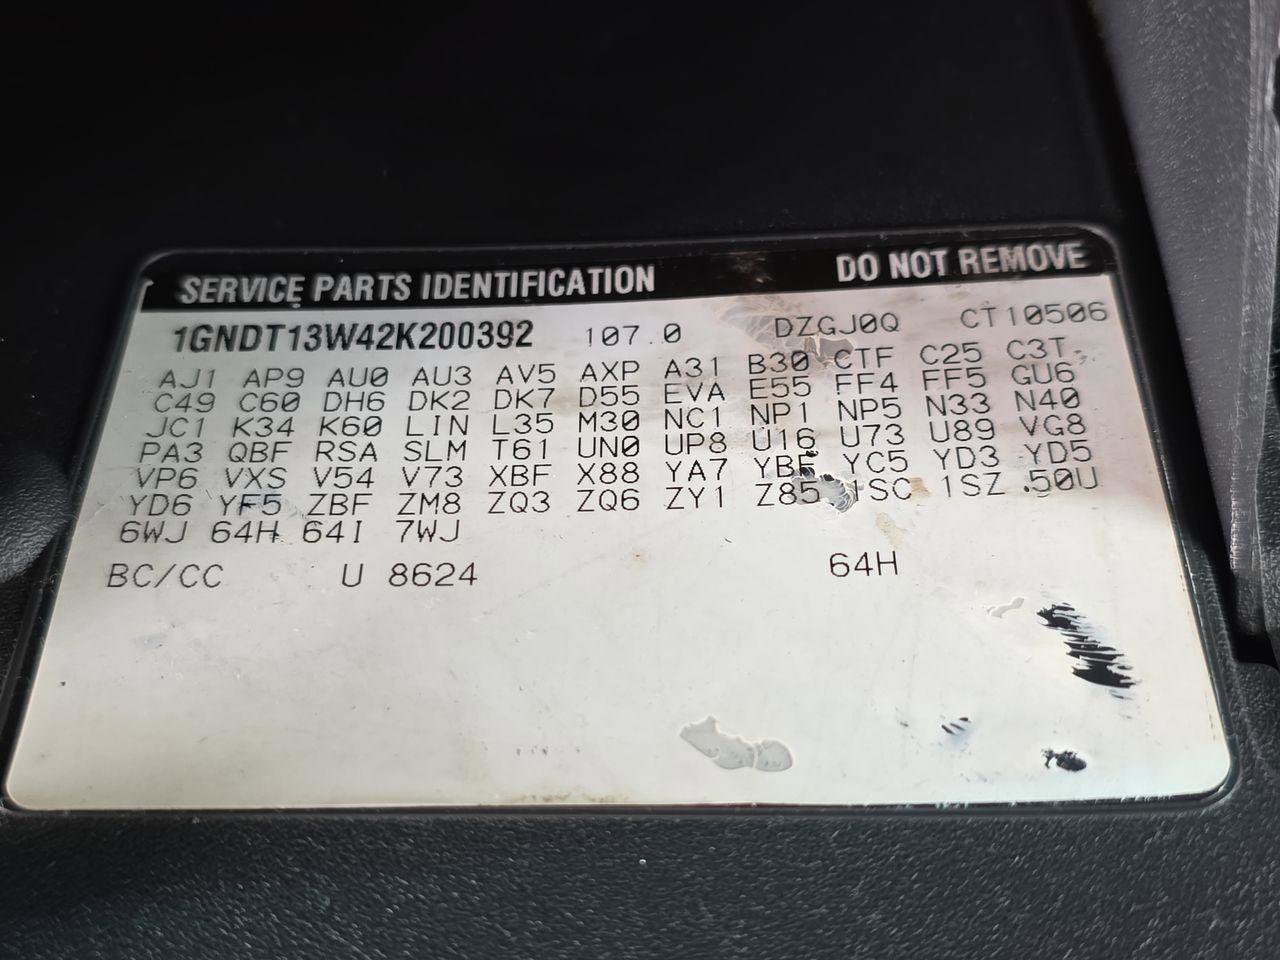 SERVICE PARTS IDENTIFICATION DO NOT REMOVE
1GNDT13W42K200392 107.0 DZGJ0Q CT10506
AJ1 AP9 AU0 AU3 AV5 AXP A31 B30 CTF C25 C3T
C49 C60 DH6 DK2 DK7 D55 EVA E55 FF4 FF5 GU6
JC1 K34 K60 LIN L35 M30 NC1 NP1 NP5 N33 N40
PA3 QBF RSA SLM T61 UN0 UP8 U16 U73 U89 VG8
VP6 VXS V54 V73 XBF X88 YA7 YBF YC5 YD3 YD5
YD6 YF5 ZBF ZM8 ZQ3 ZQ6 ZY1 Z85 1SC 1SZ .50U
6WJ 64H 64I 7WJ
BC/CC U 8624 64H